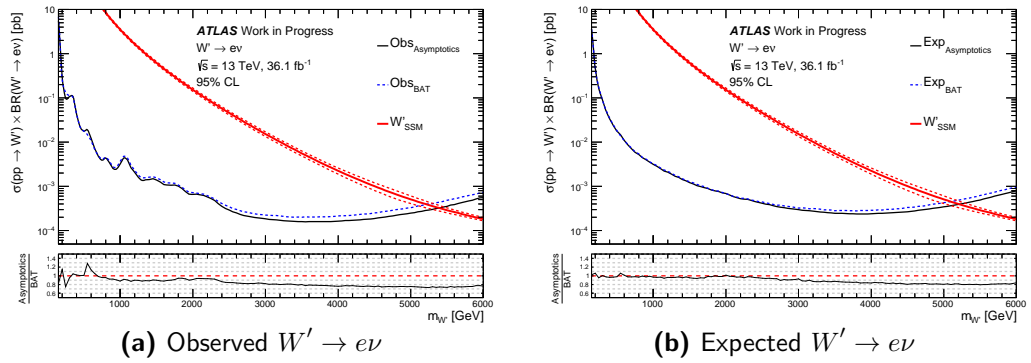 σ(pp → W') × BR(W' → eν) [pb]
10
1
10⁻¹
10⁻²
10⁻³
10⁻⁴
ATLAS Work in Progress
W' → eν
√s = 13 TeV, 36.1 fb⁻¹
95% CL
Obs_Asymptotics
Obs_BAT
W'_SSM
Asymptotics
BAT
1.4
1.2
1
0.8
0.6
1000 2000 3000 4000 5000 6000
m_W' [GeV]
(a) Observed W′ → eν
σ(pp → W') × BR(W' → eν) [pb]
10
1
10⁻¹
10⁻²
10⁻³
10⁻⁴
ATLAS Work in Progress
W' → eν
√s = 13 TeV, 36.1 fb⁻¹
95% CL
Exp_Asymptotics
Exp_BAT
W'_SSM
Asymptotics
BAT
1.4
1.2
1
0.8
0.6
1000 2000 3000 4000 5000 6000
m_W' [GeV]
(b) Expected W′ → eν